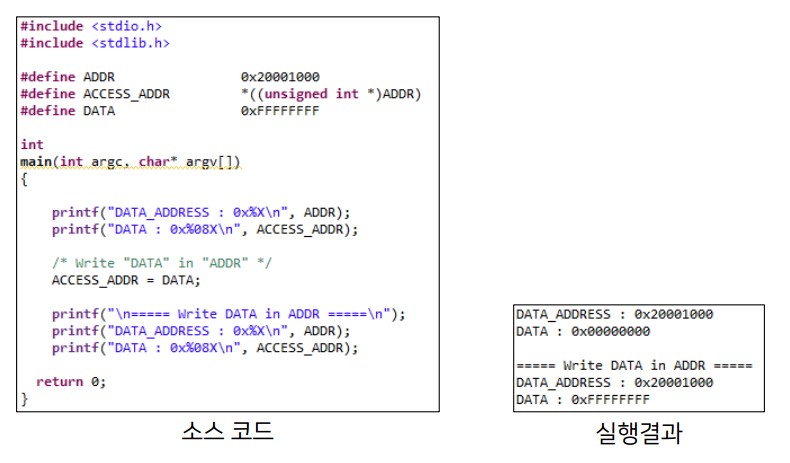 #include <stdio.h>
#include <stdlib.h>
#define ADDR 0x20001000
#define ACCESS_ADDR *((unsigned int *)ADDR)
#define DATA 0xFFFFFFFF
int
main(int argc, char* argv[])
{
printf("DATA_ADDRESS : 0x%X\n", ADDR);
printf("DATA : 0x%08X\n", ACCESS_ADDR);
/* Write "DATA" in "ADDR" */
ACCESS_ADDR = DATA;
printf("\n===== Write DATA in ADDR =====\n");
printf("DATA_ADDRESS : 0x%X\n", ADDR);
printf("DATA : 0x%08X\n", ACCESS_ADDR);
return 0;
}
소스 코드
DATA_ADDRESS : 0x20001000
DATA : 0x00000000
===== Write DATA in ADDR =====
DATA_ADDRESS : 0x20001000
DATA : 0xFFFFFFFF
실행결과